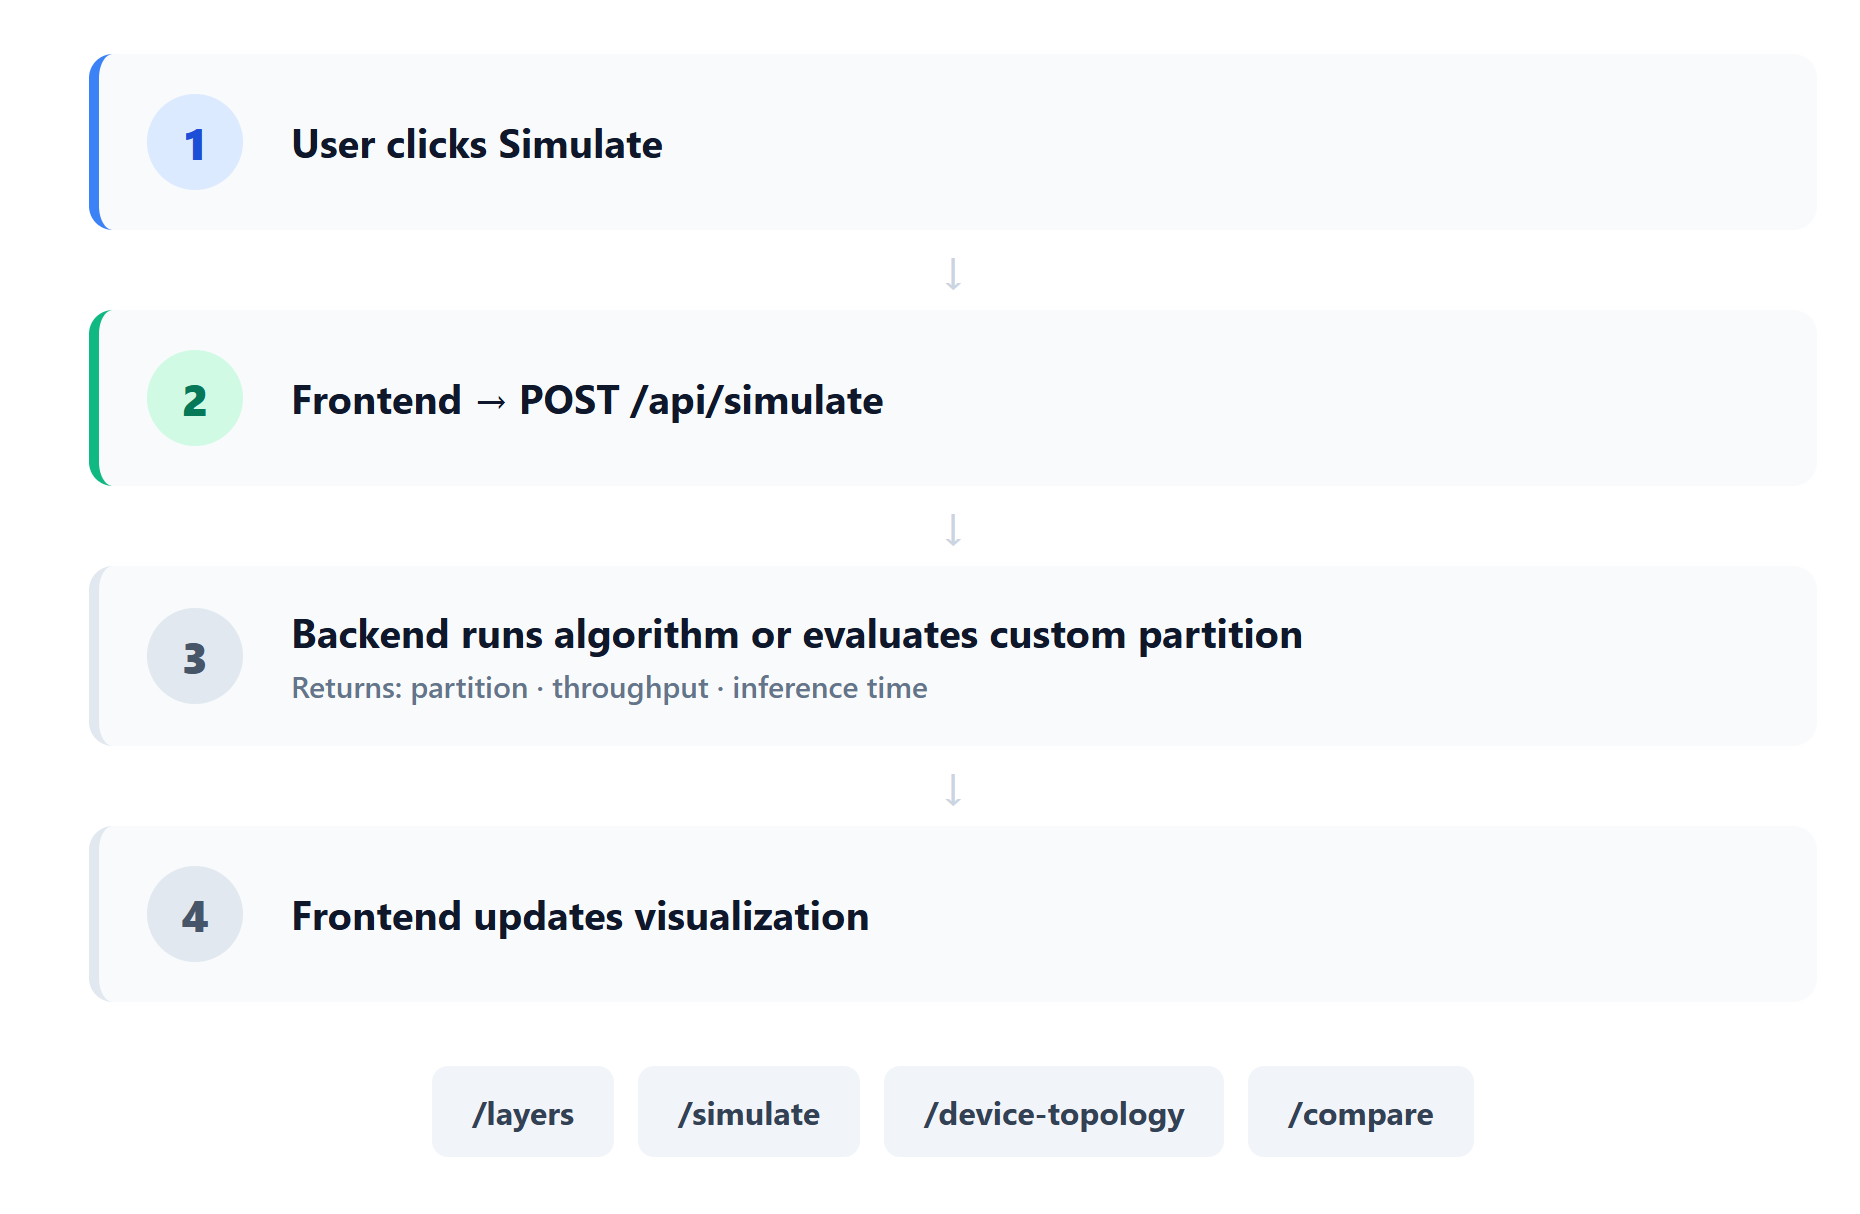 1
User clicks Simulate
↓
2
Frontend → POST /api/simulate
↓
3
Backend runs algorithm or evaluates custom partition
Returns: partition · throughput · inference time
↓
4
Frontend updates visualization
/layers
/simulate
/device-topology
/compare